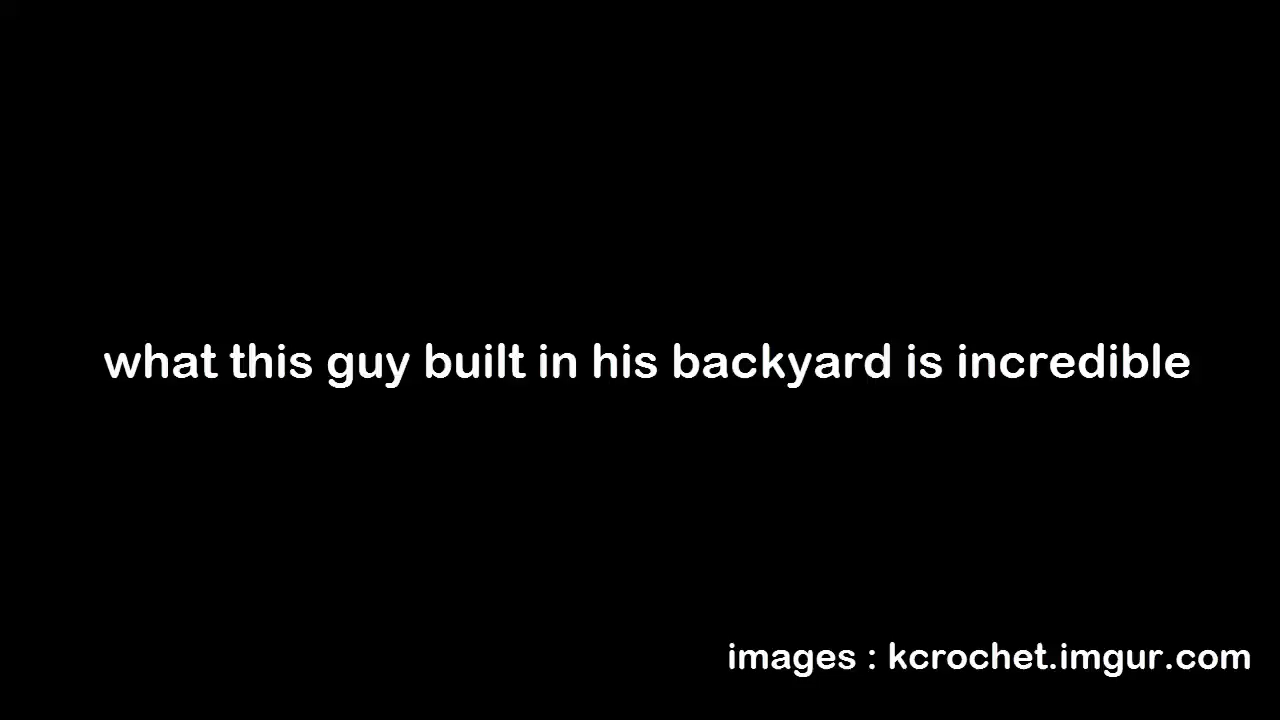 what this guy built in his backyard is incredible
images : kcrochet.imgur.com